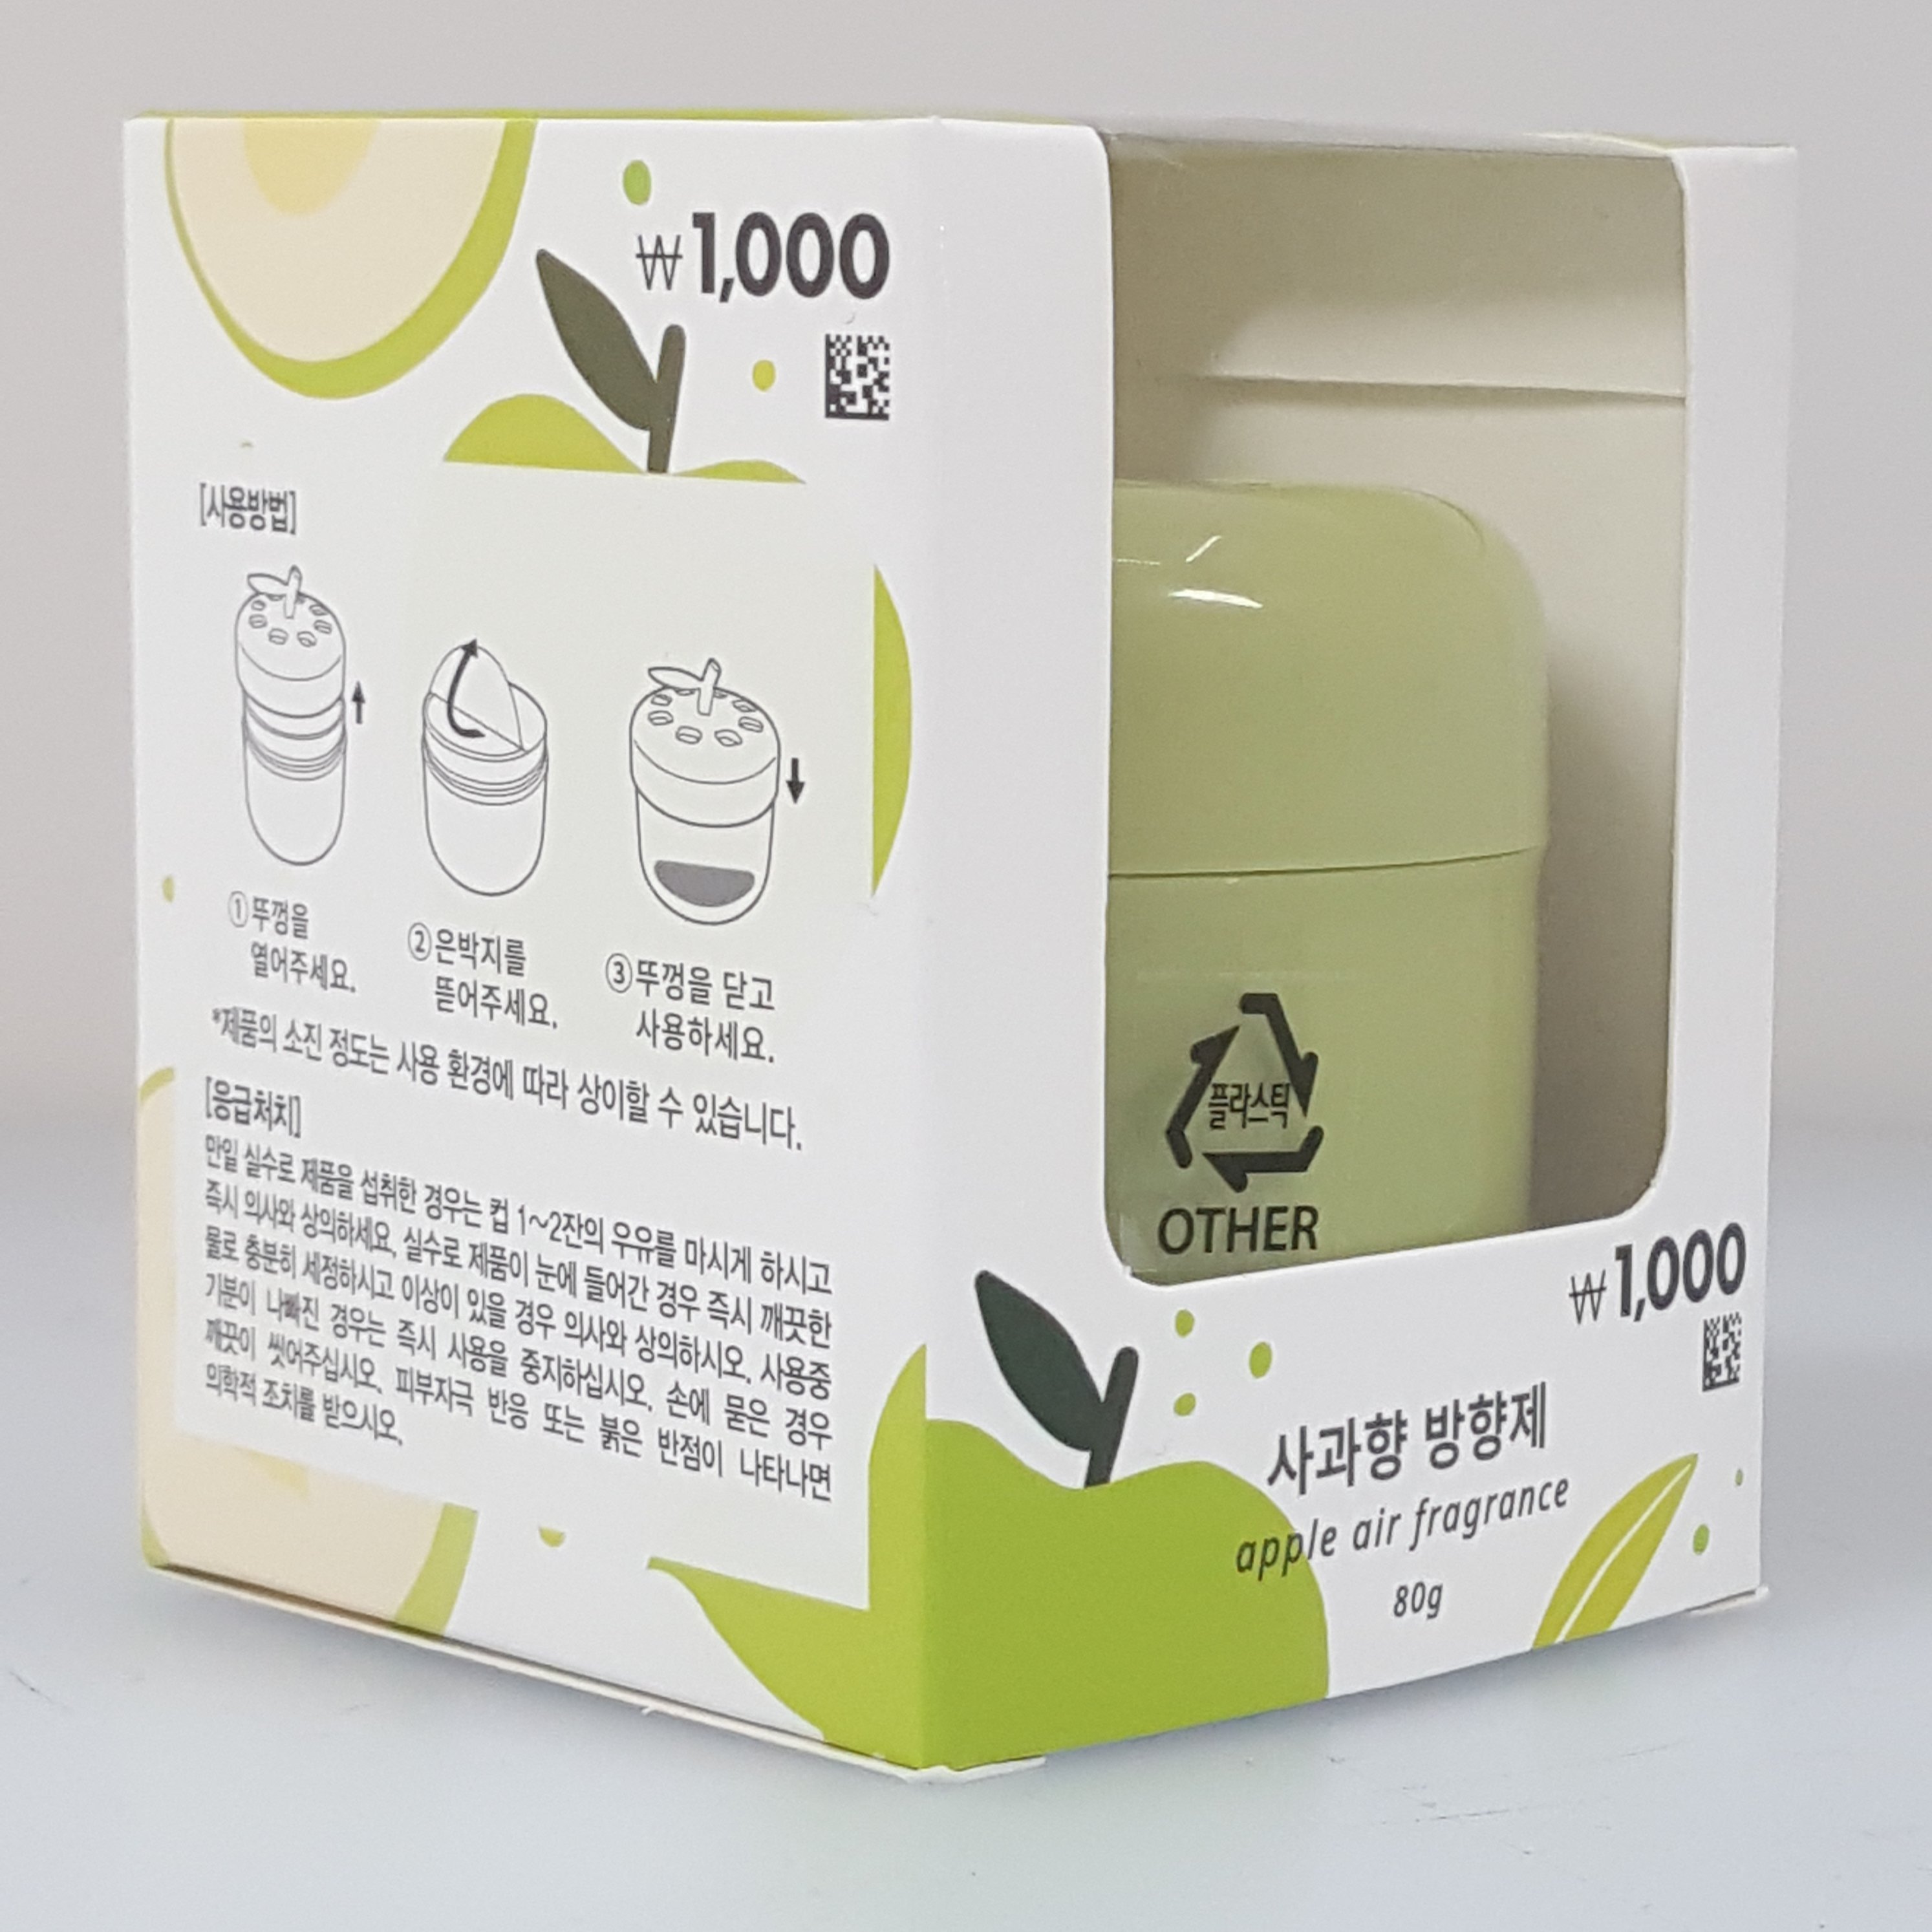 ₩1,000
[사용방법]
① 뚜껑을
열어주세요.
② 은박지를
뜯어주세요.
③ 뚜껑을 닫고
사용하세요.
*제품의 소진 정도는 사용 환경에 따라 상이할 수 있습니다.
[응급처치]
만일 실수로 제품을 섭취한 경우는 컵 1~2잔의 우유를 마시게 하시고
즉시 의사와 상의하세요. 실수로 제품이 눈에 들어간 경우 즉시 깨끗한
물로 충분히 세정하시고 이상이 있을 경우 의사와 상의하시오. 사용중
기분이 나빠진 경우는 즉시 사용을 중지하십시오. 손에 묻은 경우
깨끗이 씻어주십시오. 피부자극 반응 또는 붉은 반점이 나타나면
의학적 조치를 받으시오.
플라스틱
OTHER
₩1,000
사과향 방향제
apple air fragrance
80g